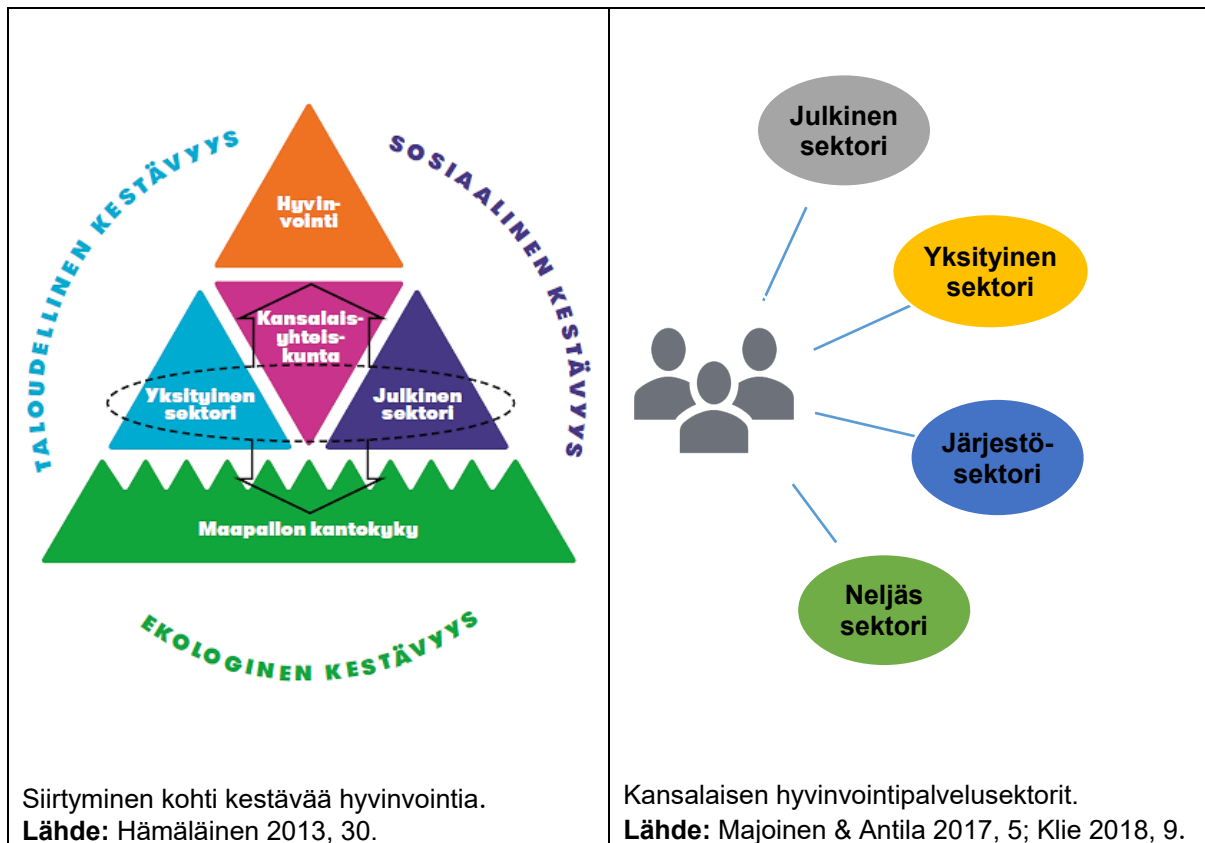 TALOUDELLINEN KESTÄVYYS
SOSIAALINEN KESTÄVYYS
Hyvin-
vointi
Kansalais-
yhteis-
kunta
Yksityinen
sektori
Julkinen
sektori
Maapallon kantokyky
EKOLOGINEN KESTÄVYYS
Siirtyminen kohti kestävää hyvinvointia.
Lähde: Hämäläinen 2013, 30.
Julkinen
sektori
Yksityinen
sektori
Järjestö-
sektori
Neljäs
sektori
Kansalaisen hyvinvointipalvelusektorit.
Lähde: Majoinen & Antila 2017, 5; Klie 2018, 9.